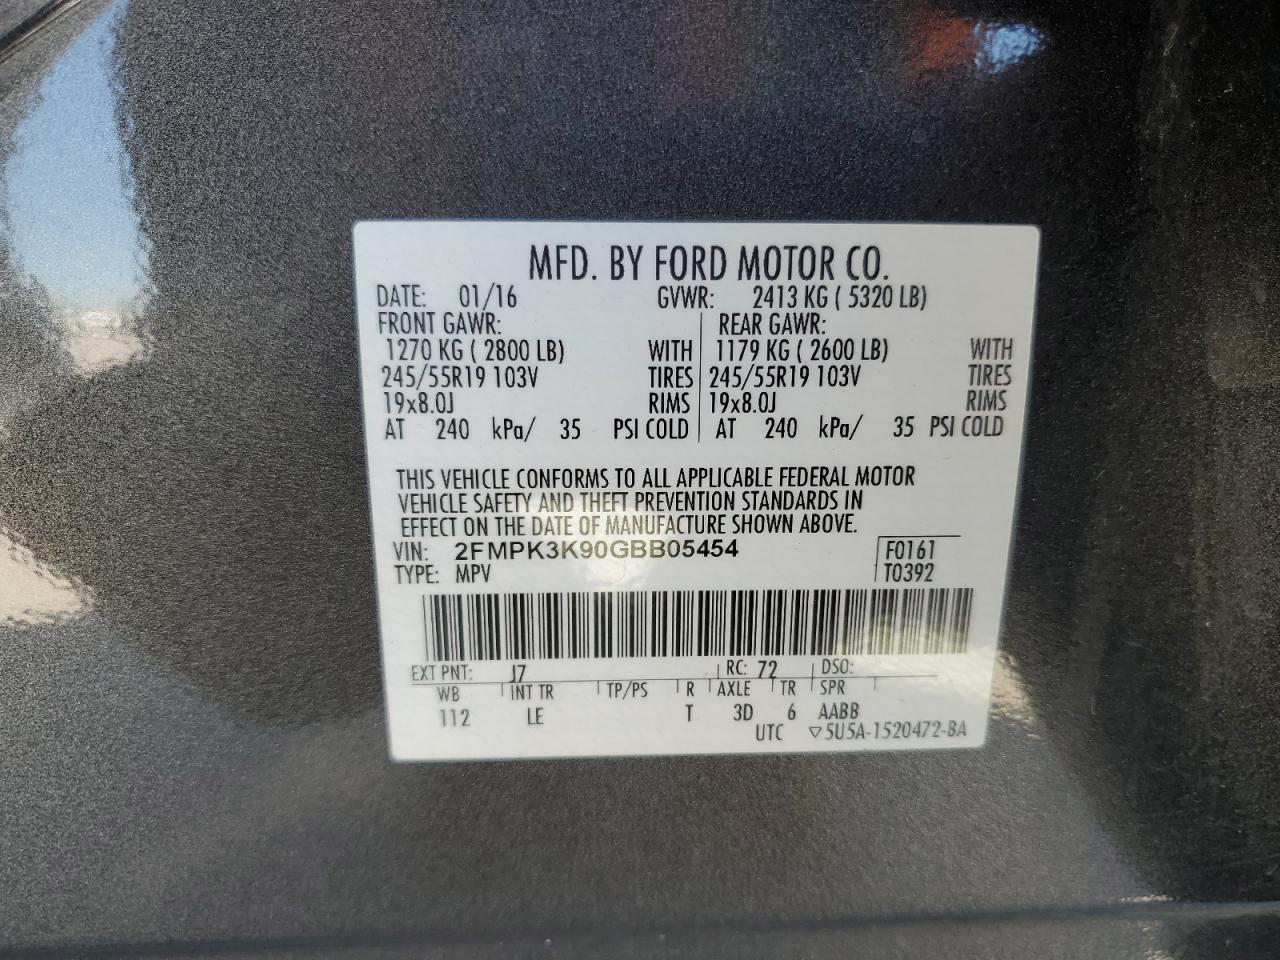 MFD. BY FORD MOTOR CO.
DATE: 01/16 GVWR: 2413 KG ( 5320 LB)
FRONT GAWR: REAR GAWR:
1270 KG ( 2800 LB) WITH 1179 KG ( 2600 LB) WITH
245/55R19 103V TIRES 245/55R19 103V TIRES
19x8.0J RIMS 19x8.0J RIMS
AT 240 kPa/ 35 PSI COLD AT 240 kPa/ 35 PSI COLD
THIS VEHICLE CONFORMS TO ALL APPLICABLE FEDERAL MOTOR
VEHICLE SAFETY AND THEFT PREVENTION STANDARDS IN
EFFECT ON THE DATE OF MANUFACTURE SHOWN ABOVE.
VIN: 2FMPK3K90GBB05454 F0161
TYPE: MPV T0392
EXT PNT: J7 RC: 72 DSO:
WB INT TR TP/PS R AXLE TR SPR
112 LE T 3D 6 AABB
UTC ▽5U5A-1520472-BA